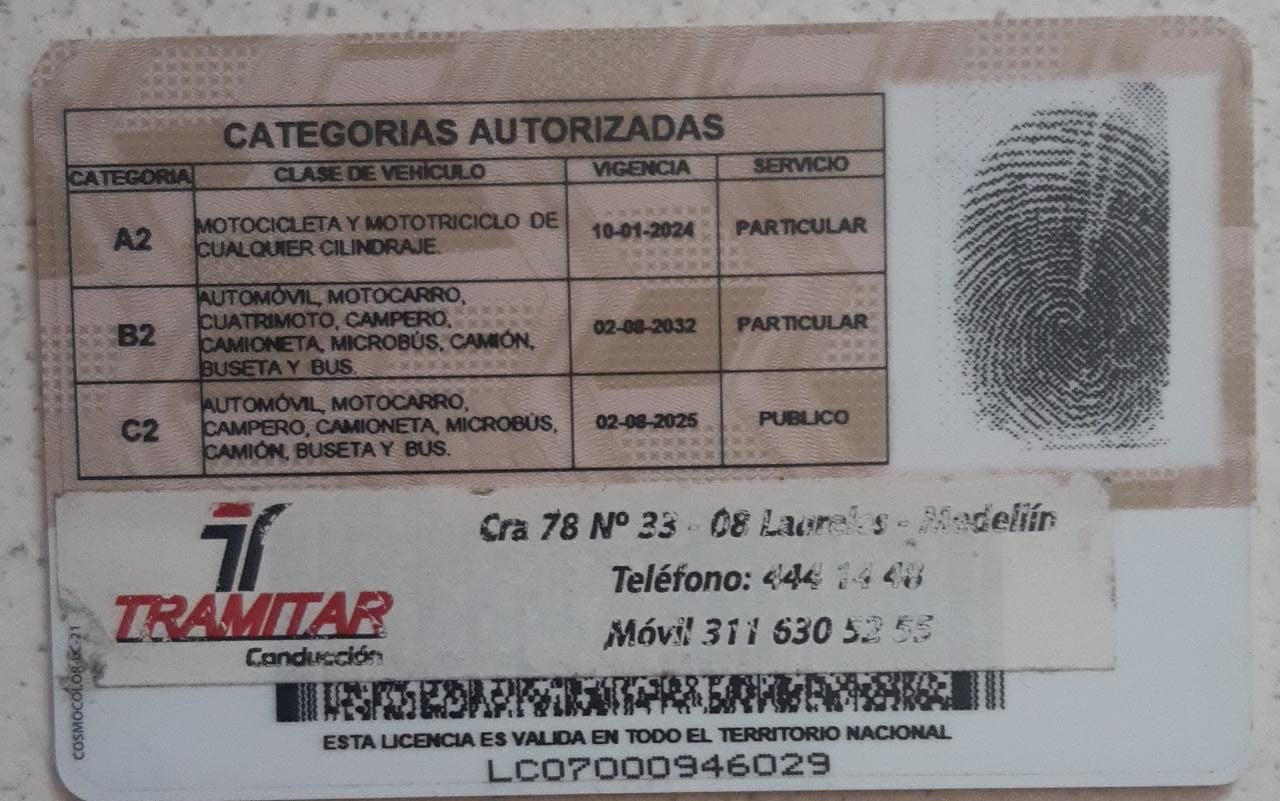 CATEGORIAS AUTORIZADAS
CATEGORIA CLASE DE VEHÍCULO VIGENCIA SERVICIO
A2 MOTOCICLETA Y MOTOTRICICLO DE CUALQUIER CILINDRAJE. 10-01-2024 PARTICULAR
B2 AUTOMÓVIL, MOTOCARRO, CUATRIMOTO, CAMPERO, CAMIONETA, MICROBÚS, CAMIÓN, BUSETA Y BUS. 02-08-2032 PARTICULAR
C2 AUTOMÓVIL, MOTOCARRO, CAMPERO, CAMIONETA, MICROBÚS, CAMIÓN, BUSETA Y BUS. 02-08-2025 PUBLICO
TRAMITAR
Conducción
Cra 78 Nº 33 - 08 Laureles - Medellín
Teléfono: 444 14 48
Móvil 311 630 52 55
COSMOCOLOR LC-21
ESTA LICENCIA ES VALIDA EN TODO EL TERRITORIO NACIONAL
LC07000946029